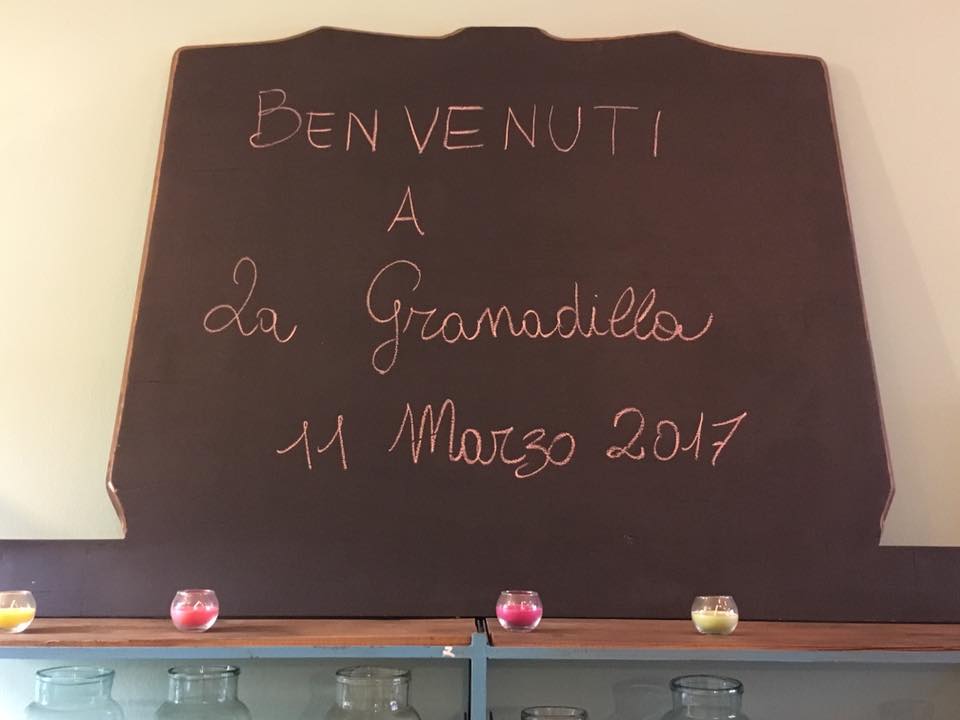 BENVENUTI
A
La Granadilla
11 Marzo 2017